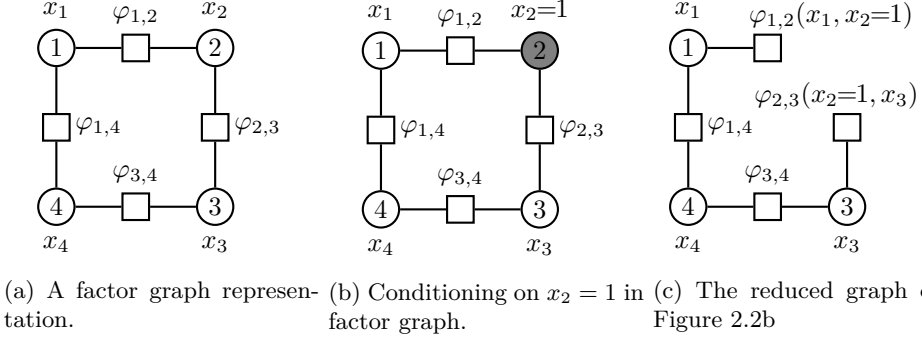 x₁ φ₁,₂ x₂
1 2
φ₁,₄ φ₂,₃
φ₃,₄
4 3
x₄ x₃
(a) A factor graph represen-
tation.
x₁ φ₁,₂ x₂=1
1 2
φ₁,₄ φ₂,₃
φ₃,₄
4 3
x₄ x₃
(b) Conditioning on x₂ = 1 in
factor graph.
x₁ φ₁,₂(x₁, x₂=1)
1
φ₂,₃(x₂=1, x₃)
φ₁,₄
φ₃,₄
4 3
x₄ x₃
(c) The reduced graph
Figure 2.2b